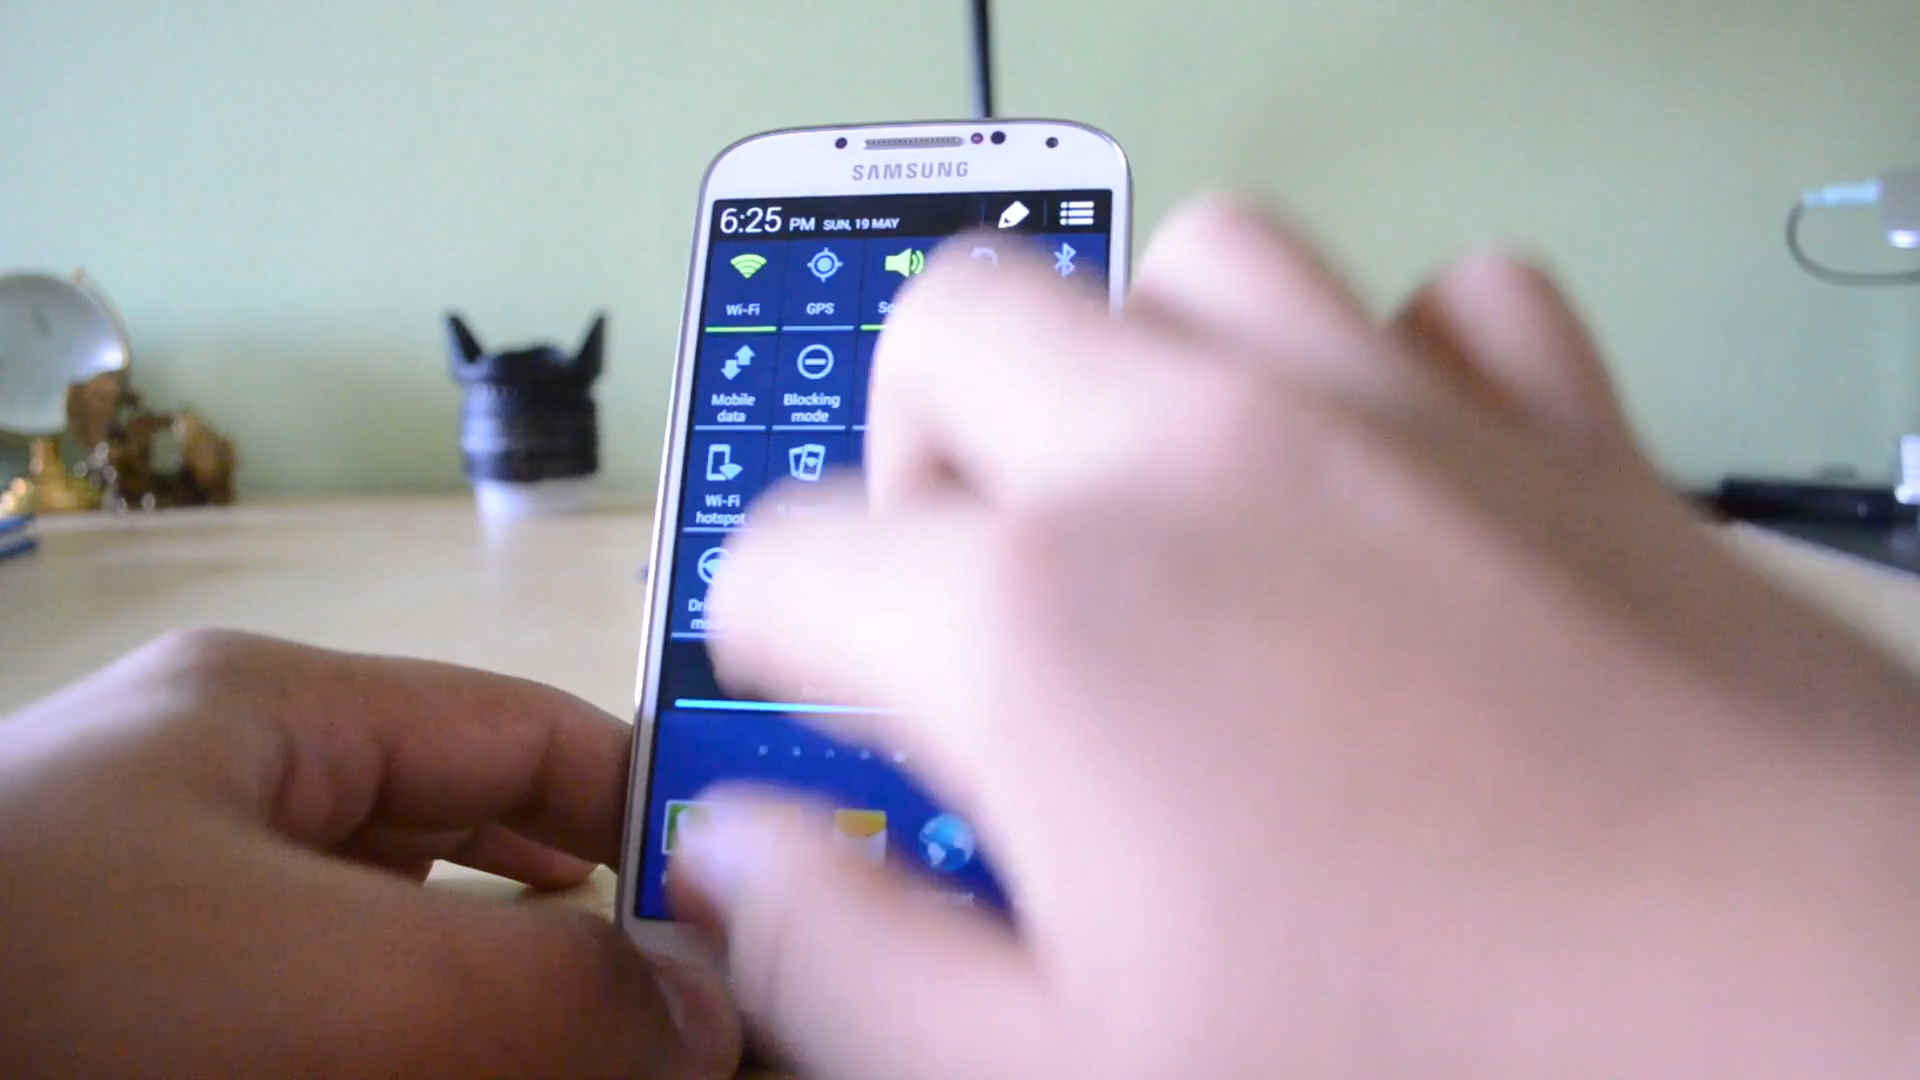 SAMSUNG
6:25 PM SUN, 19 MAY
Wi-Fi
GPS
Mobile
data
Blocking
mode
Wi-Fi
hotspot